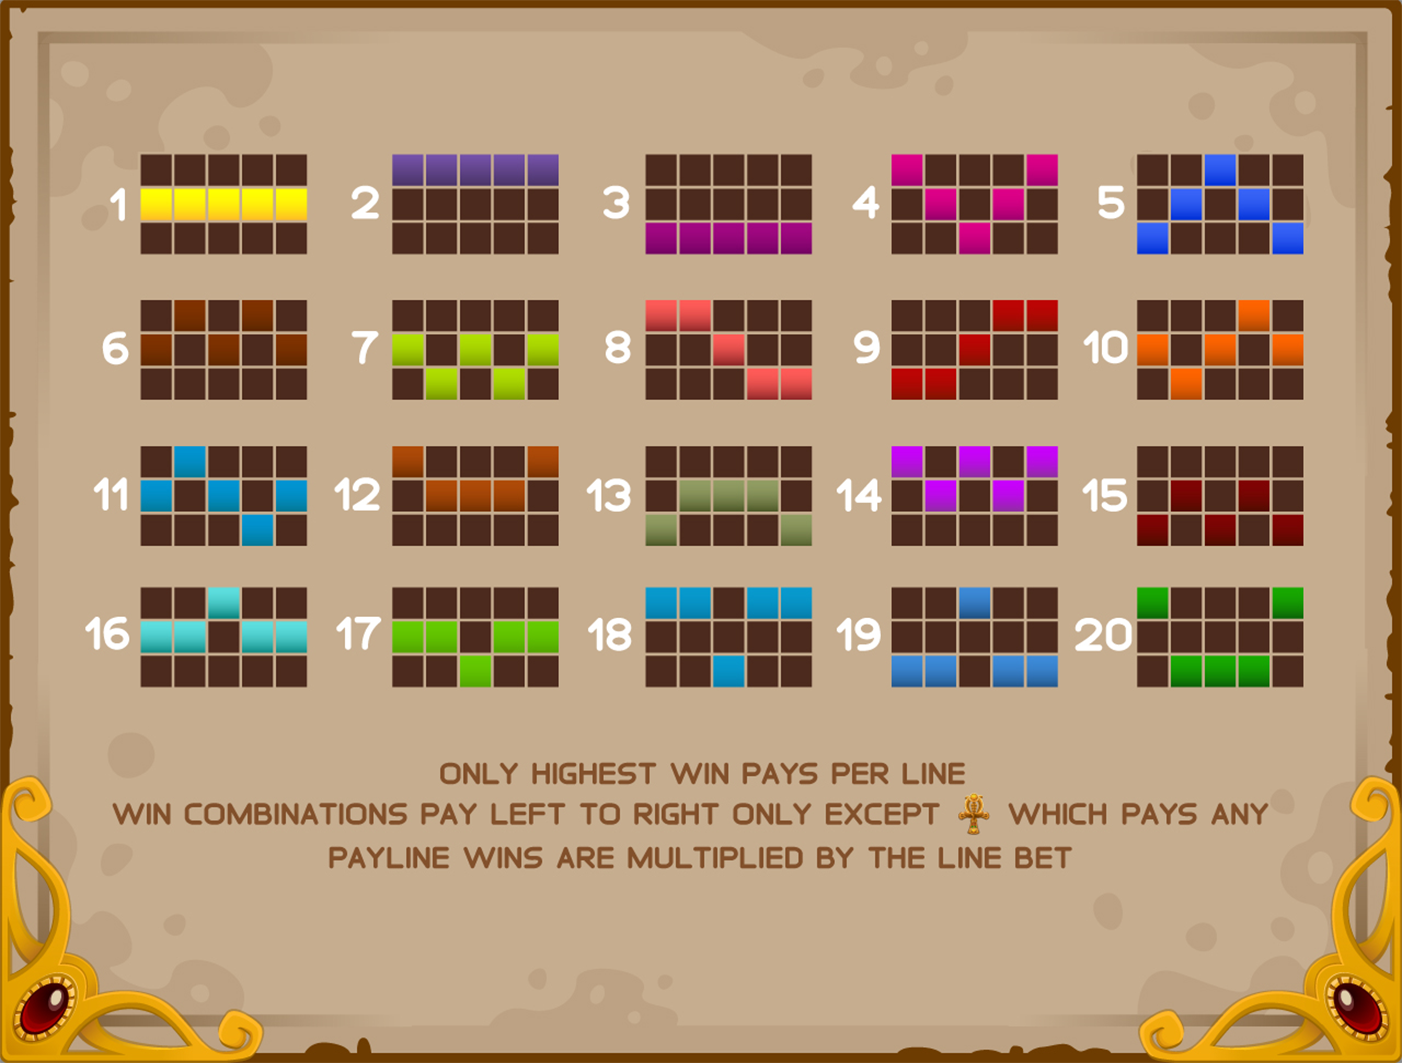 1 2 3 4 5
6 7 8 9 10
11 12 13 14 15
16 17 18 19 20
ONLY HIGHEST WIN PAYS PER LINE
WIN COMBINATIONS PAY LEFT TO RIGHT ONLY EXCEPT WHICH PAYS ANY
PAYLINE WINS ARE MULTIPLIED BY THE LINE BET